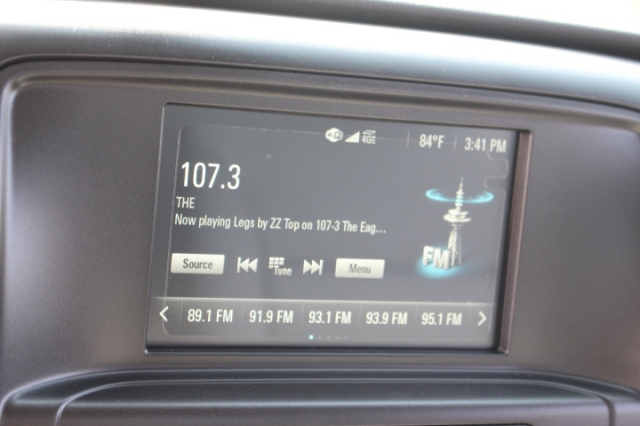 4G
84°F
3:41 PM
107.3
THE
Now playing Legs by ZZ Top on 107-3 The Eag...
FM
Source
Tune
Menu
89.1 FM 91.9 FM 93.1 FM 93.9 FM 95.1 FM